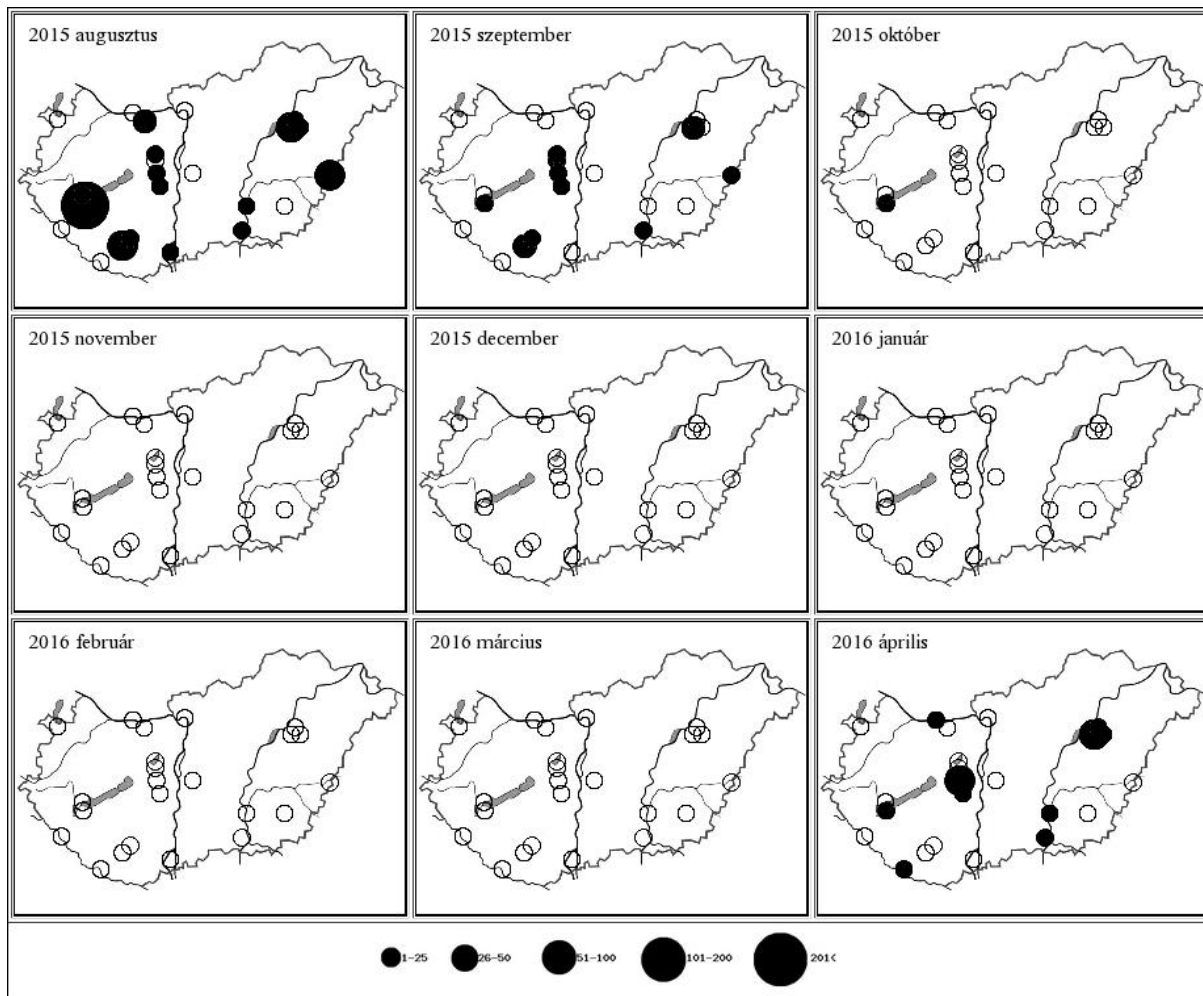 2015 augusztus
2015 szeptember
2015 október
2015 november
2015 december
2016 január
2016 február
2016 március
2016 április
1-25
26-50
51-100
101-200
201<